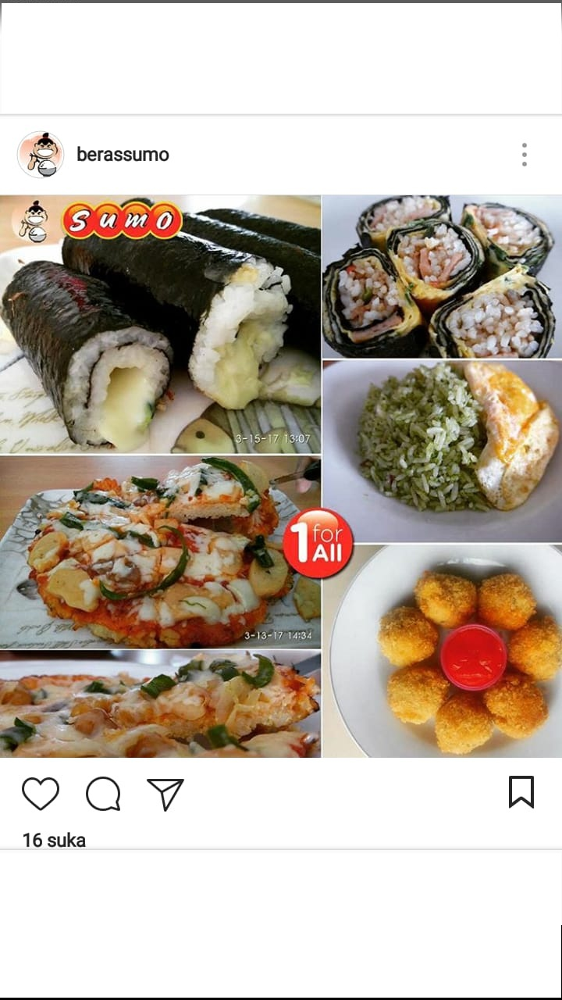 berassumo
Sumo
3-15-17 13:07
1 for All
3-13-17 14:34
16 suka